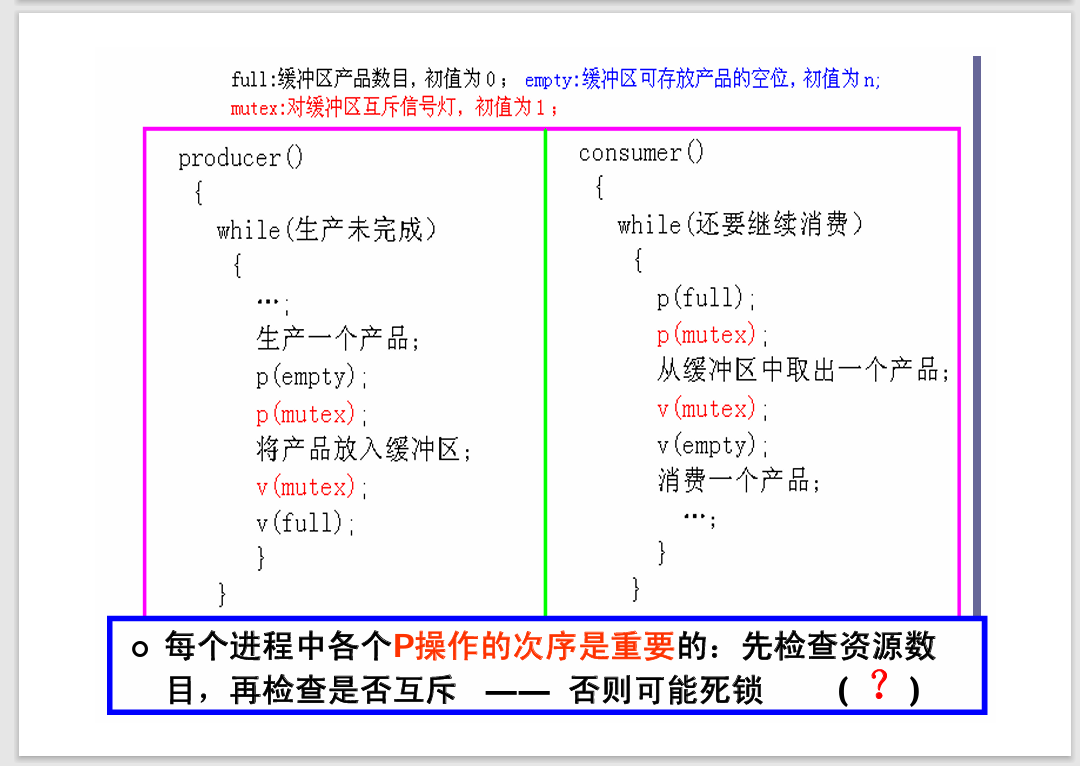 full:缓冲区产品数目，初值为0； empty:缓冲区可存放产品的空位，初值为n;
mutex:对缓冲区互斥信号灯，初值为1；
producer()
{
while(生产未完成)
{
…;
生产一个产品;
p(empty);
p(mutex);
将产品放入缓冲区;
v(mutex);
v(full);
}
}
consumer()
{
while(还要继续消费)
{
p(full);
p(mutex);
从缓冲区中取出一个产品;
v(mutex);
v(empty);
消费一个产品;
…;
}
}
每个进程中各个P操作的次序是重要的：先检查资源数
目，再检查是否互斥 —— 否则可能死锁 （ ？ ）